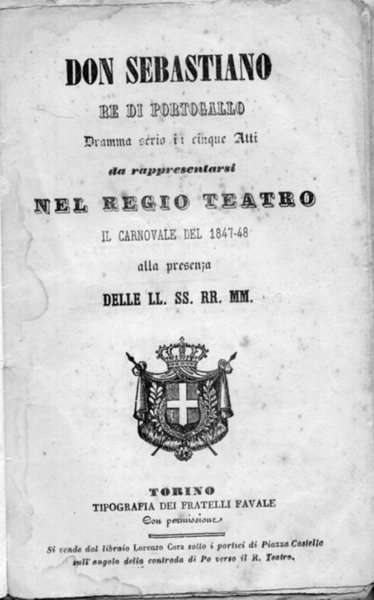 DON SEBASTIANO
RE DI PORTOGALLO
Dramma serio in cinque Atti
da rappresentarsi
NEL REGIO TEATRO
IL CARNOVALE DEL 1847-48
alla presenza
DELLE LL. SS. RR. MM.
TORINO
TIPOGRAFIA DEI FRATELLI FAVALE
Con permissione
Si vende dal libraio Lorenzo Cora sotto i portici di Piazza Castello
sull'angolo della contrada di Po verso il R. Teatro.